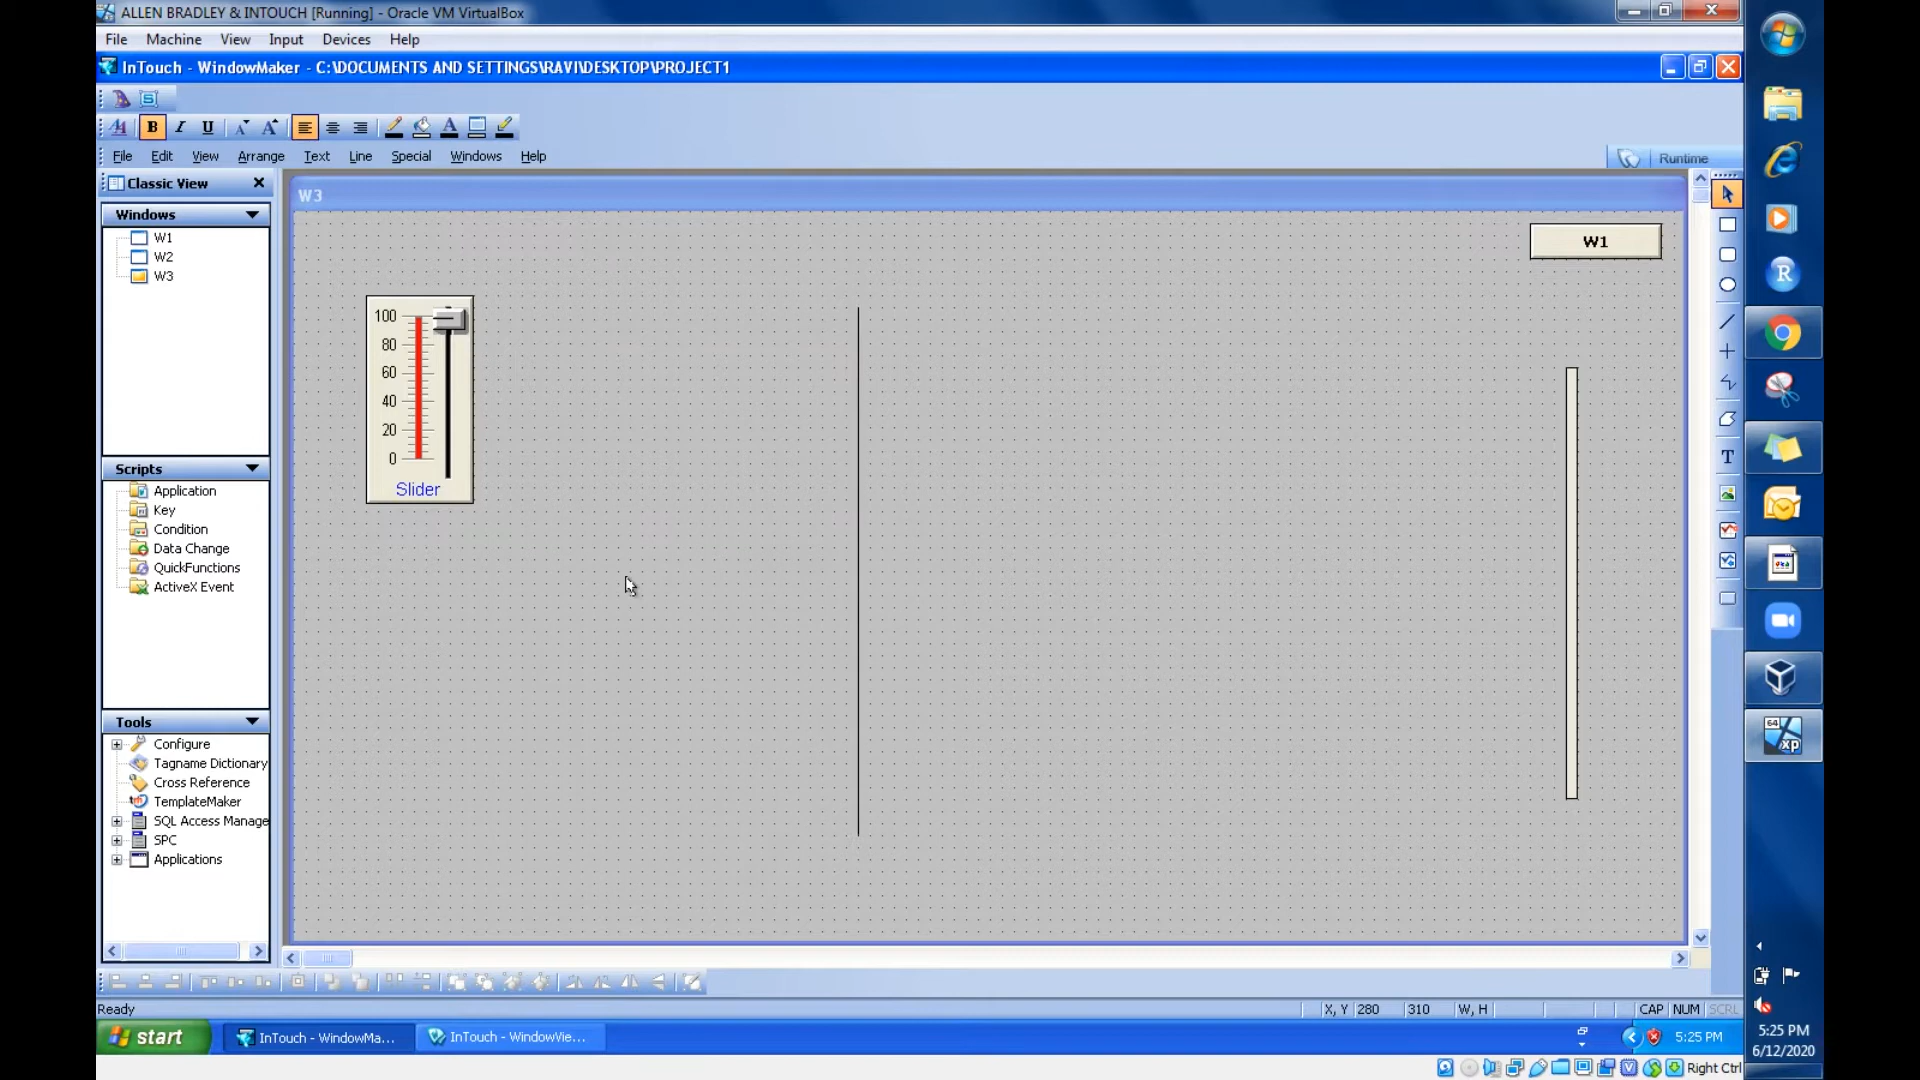 ALLEN BRADLEY & INTOUCH [Running] - Oracle VM VirtualBox
File Machine View Input Devices Help
InTouch - WindowMaker - C:\DOCUMENTS AND SETTINGS\RAVI\DESKTOP\PROJECT1
B I U A A A
File Edit View Arrange Text Line Special Windows Help
Runtime
Classic View
W3
Windows
W1
W2
W3
W1
100
80
60
40
20
0
Slider
Scripts
Application
Key
Condition
Data Change
QuickFunctions
ActiveX Event
T
Tools
Configure
Tagname Dictionary
Cross Reference
TemplateMaker
SQL Access Manage
SPC
Applications
64
xp
Ready
X, Y 280 310 W, H CAP NUM SCRL
start
InTouch - WindowMa...
InTouch - WindowVie...
5:25 PM
5:25 PM
6/12/2020
Right Ctrl